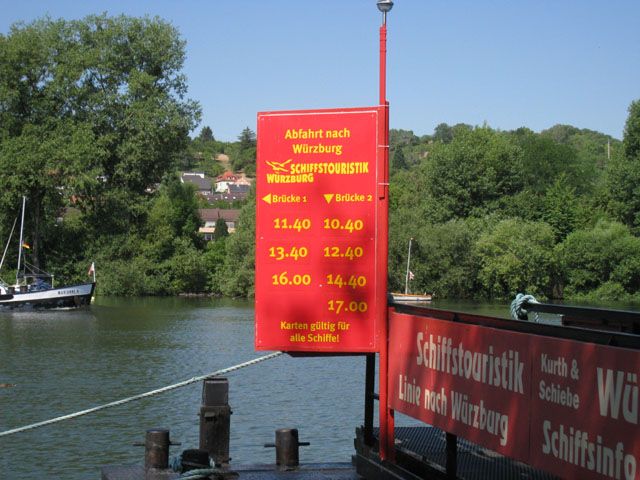 Abfahrt nach
Würzburg
SCHIFFSTOURISTIK
WÜRZBURG
Brücke 1 Brücke 2
11.40 10.40
13.40 12.40
16.00 14.40
17.00
Karten gültig für
alle Schiffe!
Schiffstouristik
Linie nach Würzburg
Kurth &
Schiebe
Wü
Schiffsinfo